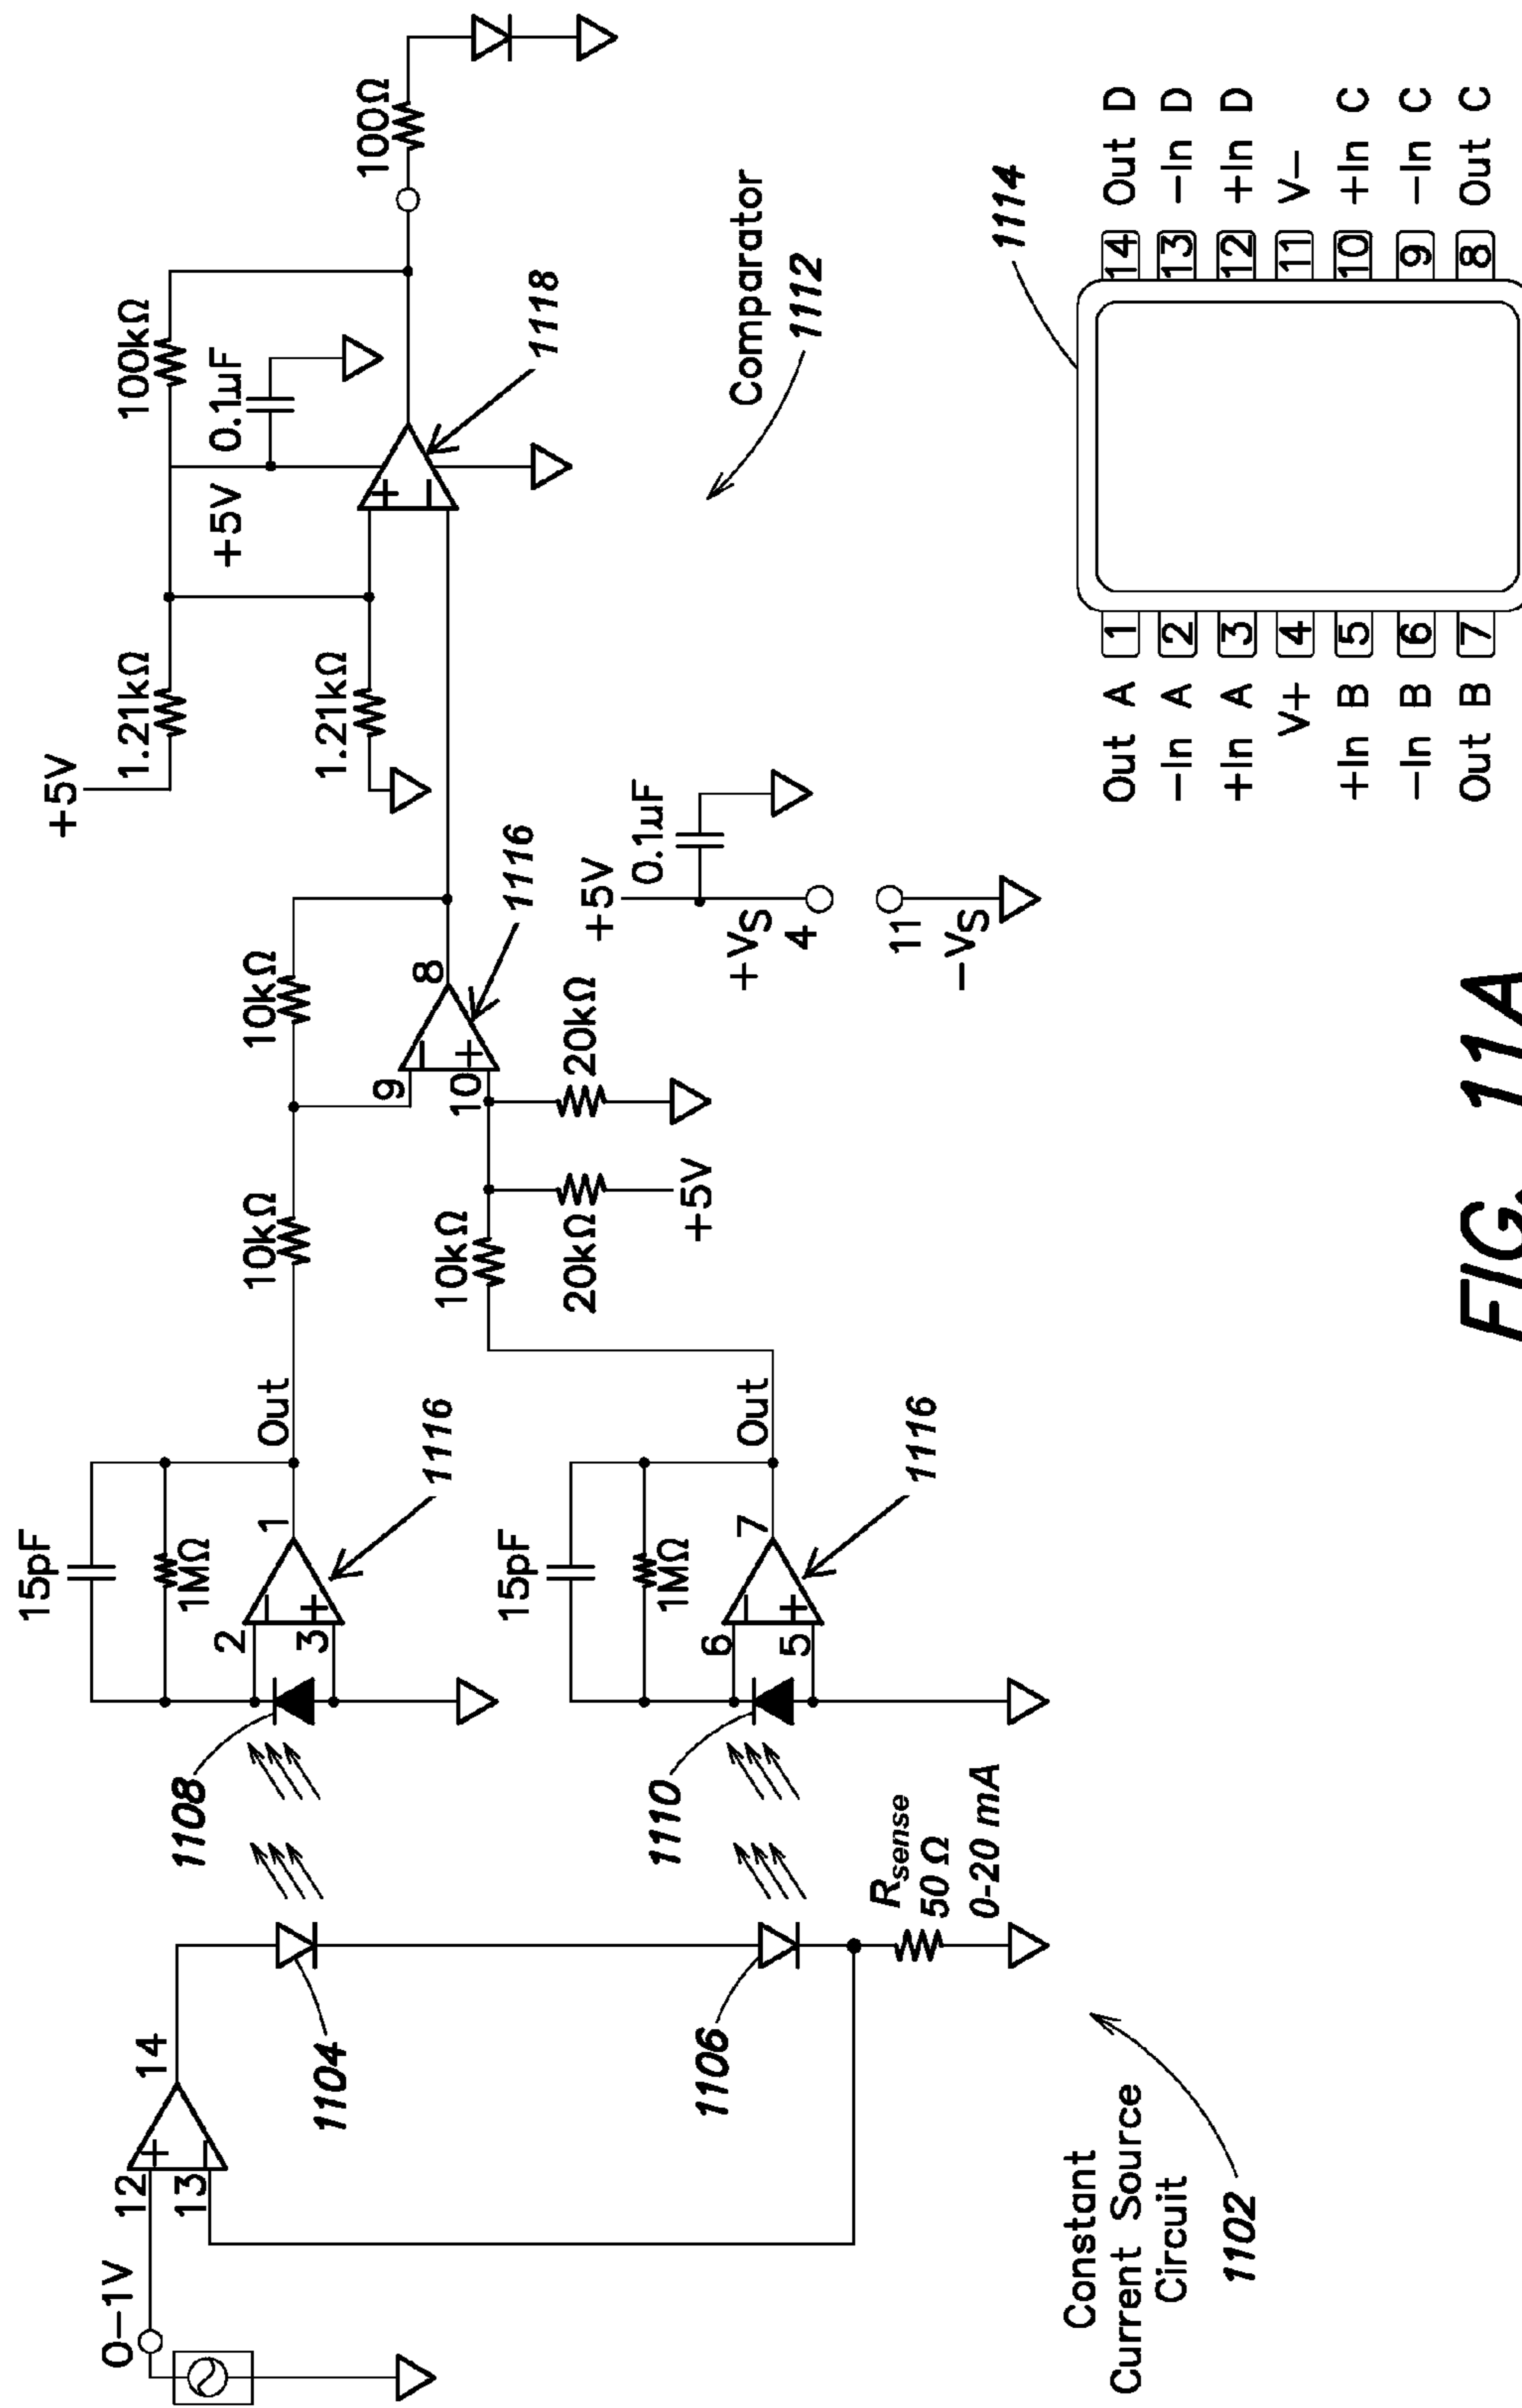 0–1V
12
13
14
1104
1106
Rsense
50 Ω
0-20 mA
Constant
Current Source
Circuit
1102
15pF
1MΩ
2
3
1
Out
1108
1116
15pF
1MΩ
6
5
7
Out
1110
1116
10kΩ
10kΩ
9
10
8
10kΩ
20kΩ
+5V
20kΩ
1116
+5V
0.1µF
+VS
4
11
–VS
+5V
1.21kΩ
1.21kΩ
100kΩ
+5V
0.1µF
1118
100Ω
Comparator
1112
1114
Out A 1 14 Out D
–In A 2 13 –In D
+In A 3 12 +In D
V+ 4 11 V–
+In B 5 10 +In C
–In B 6 9 –In C
Out B 7 8 Out C
FIG. 11A